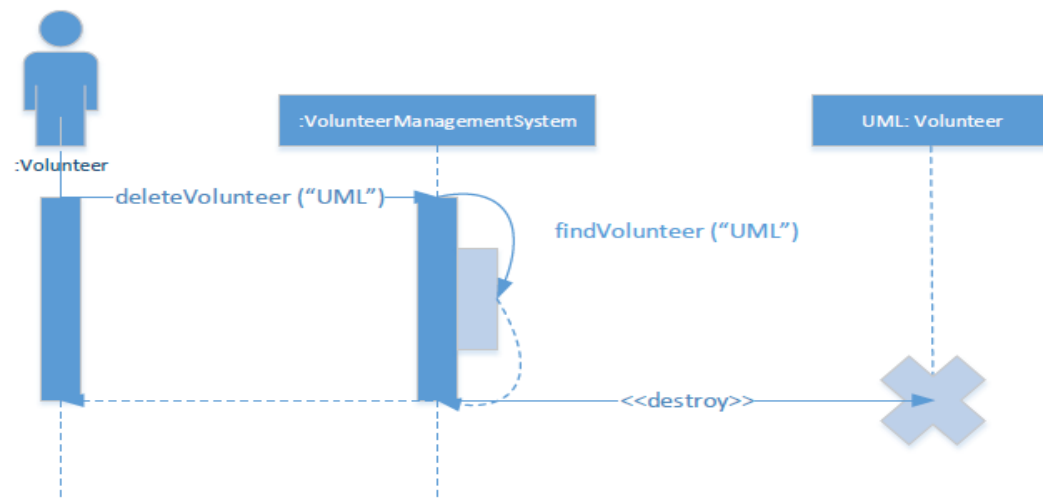 :VolunteerManagementSystem
UML: Volunteer
:Volunteer
deleteVolunteer (“UML”)
findVolunteer (“UML”)
<<destroy>>